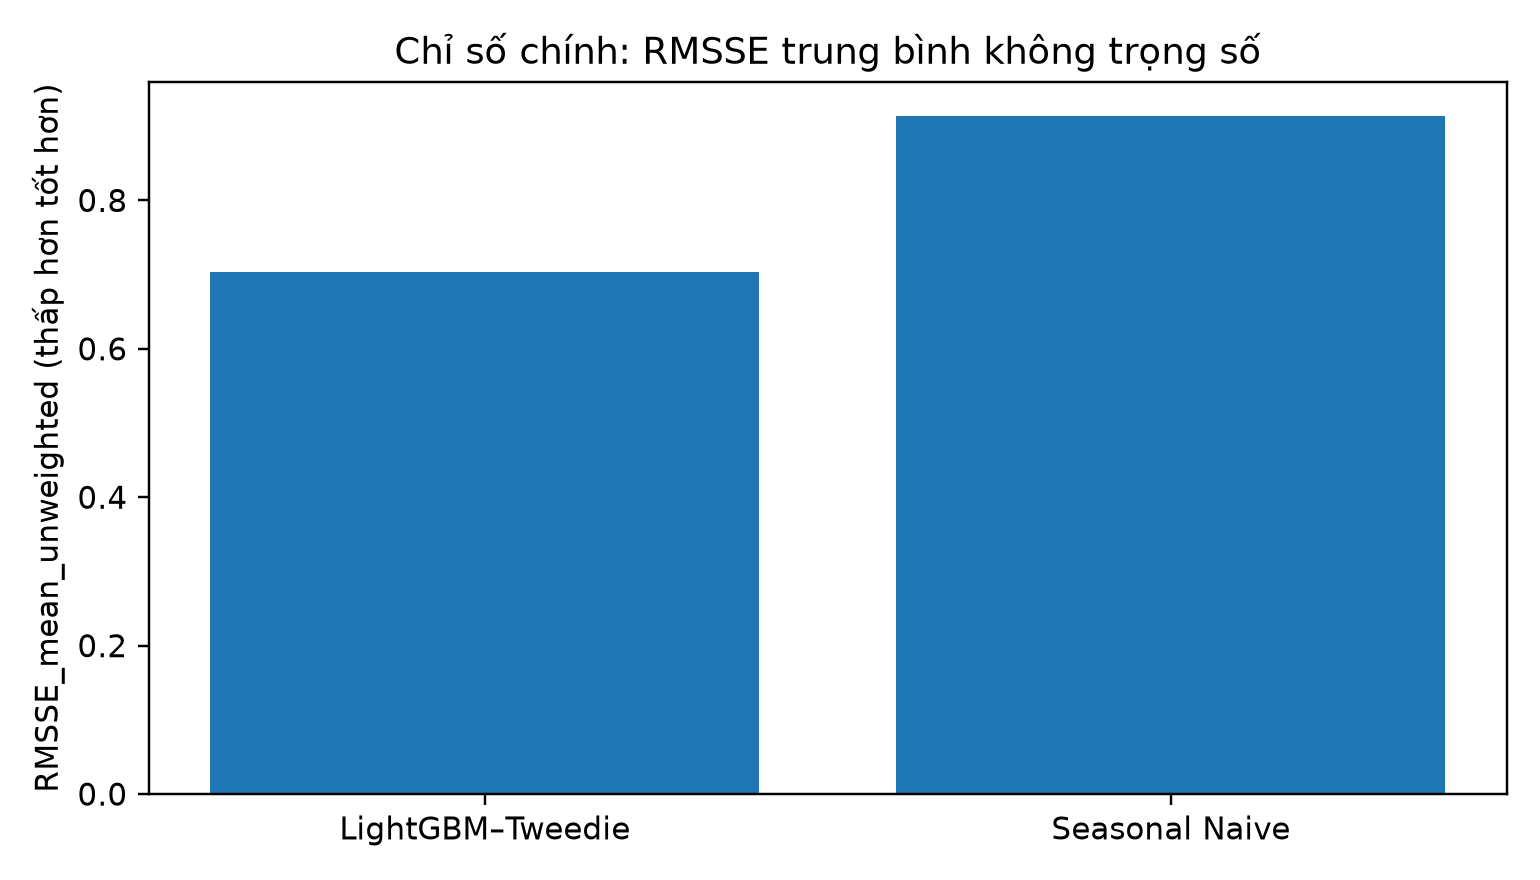 Chỉ số chính: RMSSE trung bình không trọng số
RMSSE_mean_unweighted (thấp hơn tốt hơn)
0.8
0.6
0.4
0.2
0.0
LightGBM–Tweedie
Seasonal Naive